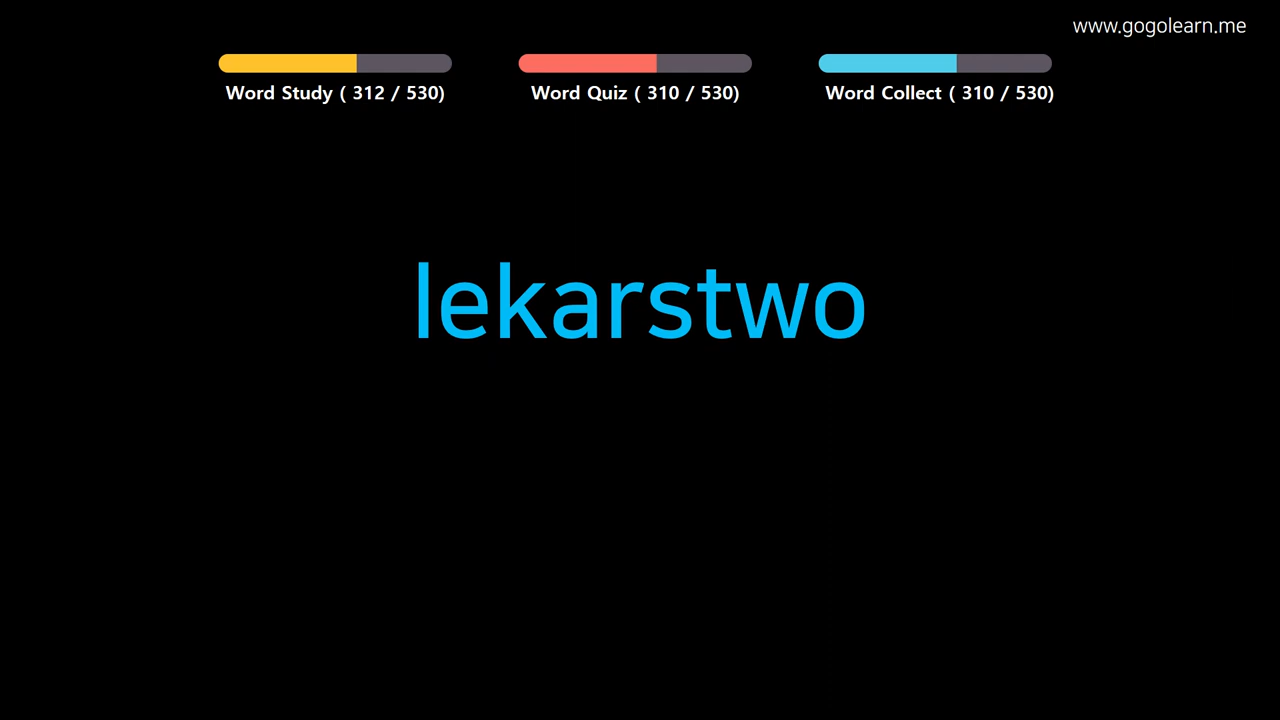 www.gogolearn.me
Word Study ( 312 / 530)
Word Quiz ( 310 / 530)
Word Collect ( 310 / 530)
lekarstwo